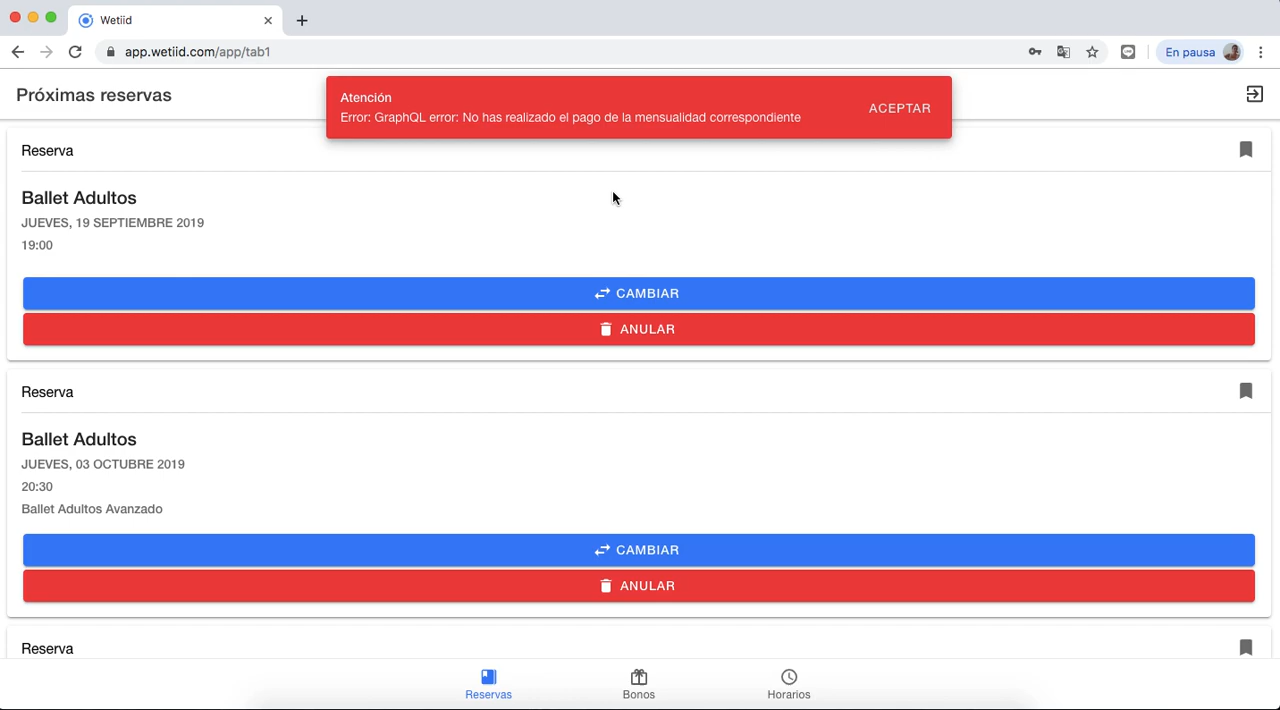 Wetiid
app.wetiid.com/app/tab1
En pausa
Próximas reservas
Atención
Error: GraphQL error: No has realizado el pago de la mensualidad correspondiente
ACEPTAR
Reserva
Ballet Adultos
JUEVES, 19 SEPTIEMBRE 2019
19:00
CAMBIAR
ANULAR
Reserva
Ballet Adultos
JUEVES, 03 OCTUBRE 2019
20:30
Ballet Adultos Avanzado
CAMBIAR
ANULAR
Reserva
Reservas
Bonos
Horarios